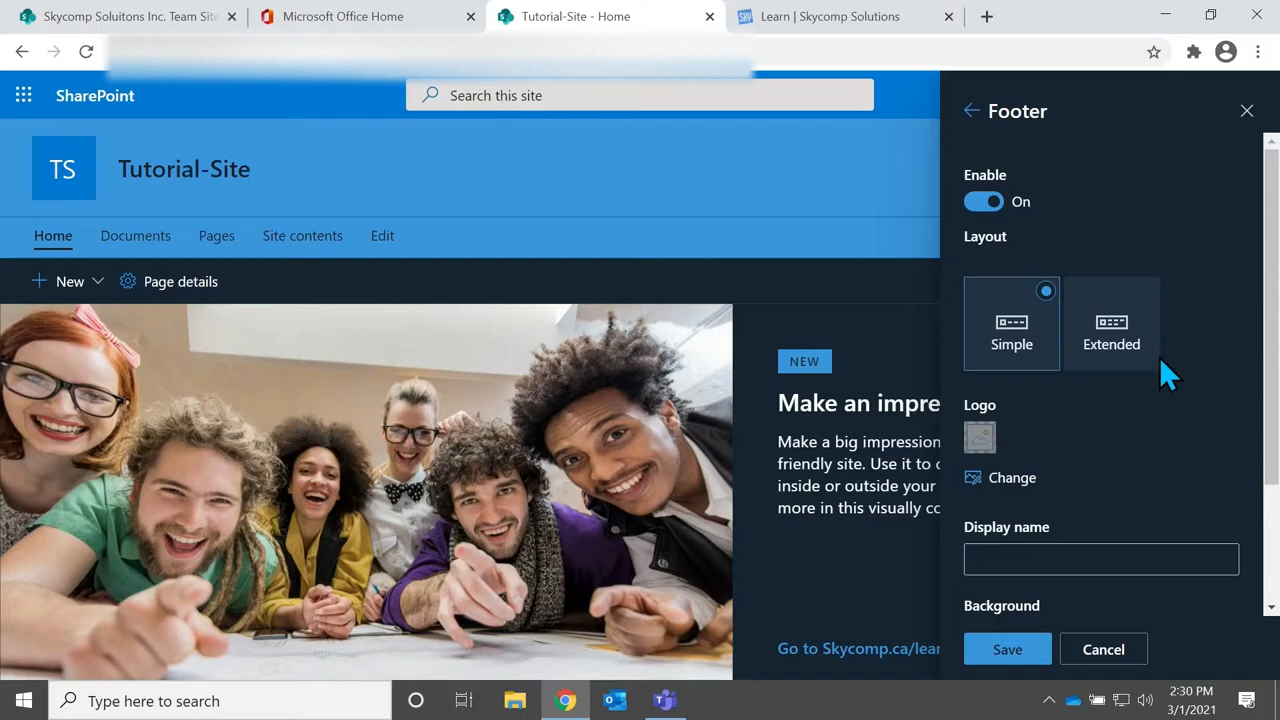 Skycomp Soluitons Inc. Team Site
Microsoft Office Home
Tutorial-Site - Home
SKY
Learn | Skycomp Solutions
SharePoint
Search this site
TS
Tutorial-Site
Home
Documents
Pages
Site contents
Edit
New
Page details
NEW
Make an impre
Make a big impression
friendly site. Use it to c
inside or outside your
more in this visually co
Go to Skycomp.ca/lear
Footer
Enable
On
Layout
Simple
Extended
Logo
Change
Display name
Background
Save
Cancel
Type here to search
2:30 PM
3/1/2021